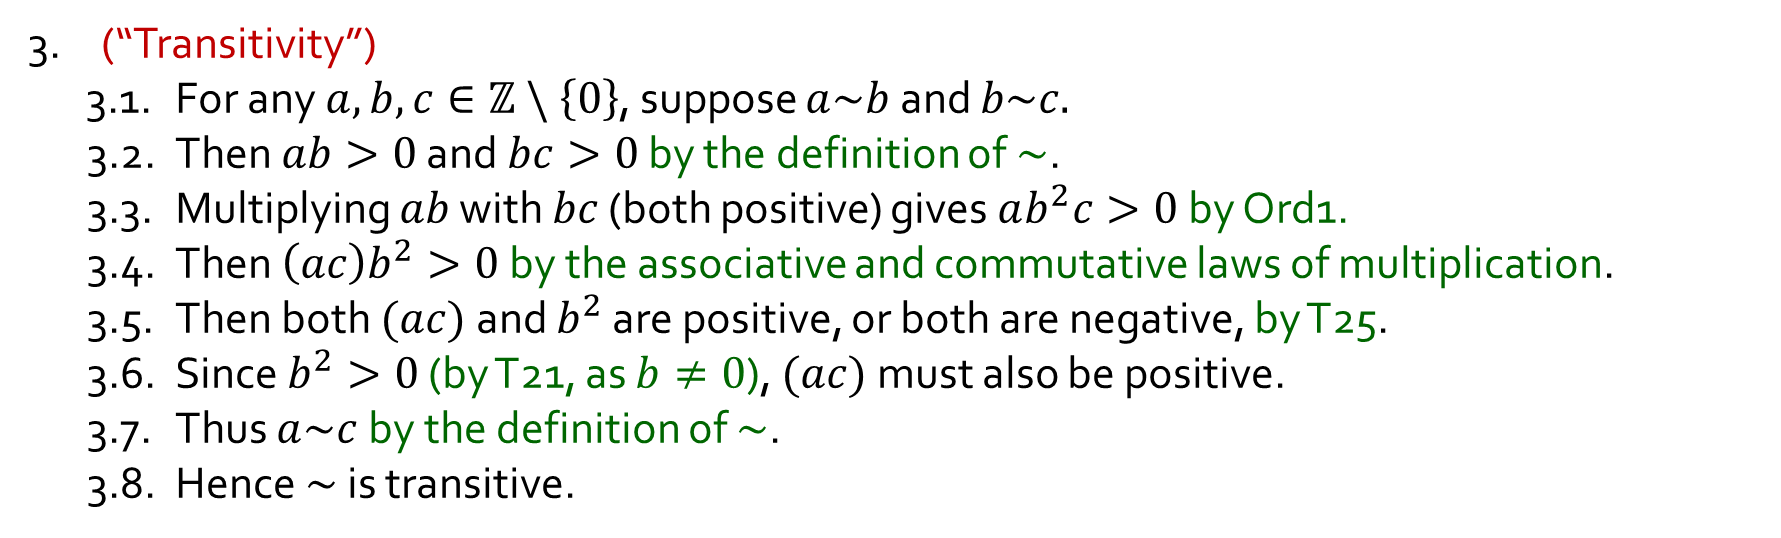 3. (“Transitivity”)
3.1. For any 𝑎, 𝑏, 𝑐 ∈ ℤ \ {0}, suppose 𝑎~𝑏 and 𝑏~𝑐.
3.2. Then 𝑎𝑏 > 0 and 𝑏𝑐 > 0 by the definition of ~.
3.3. Multiplying 𝑎𝑏 with 𝑏𝑐 (both positive) gives 𝑎𝑏²𝑐 > 0 by Ord1.
3.4. Then (𝑎𝑐)𝑏² > 0 by the associative and commutative laws of multiplication.
3.5. Then both (𝑎𝑐) and 𝑏² are positive, or both are negative, by T25.
3.6. Since 𝑏² > 0 (by T21, as 𝑏 ≠ 0), (𝑎𝑐) must also be positive.
3.7. Thus 𝑎~𝑐 by the definition of ~.
3.8. Hence ~ is transitive.